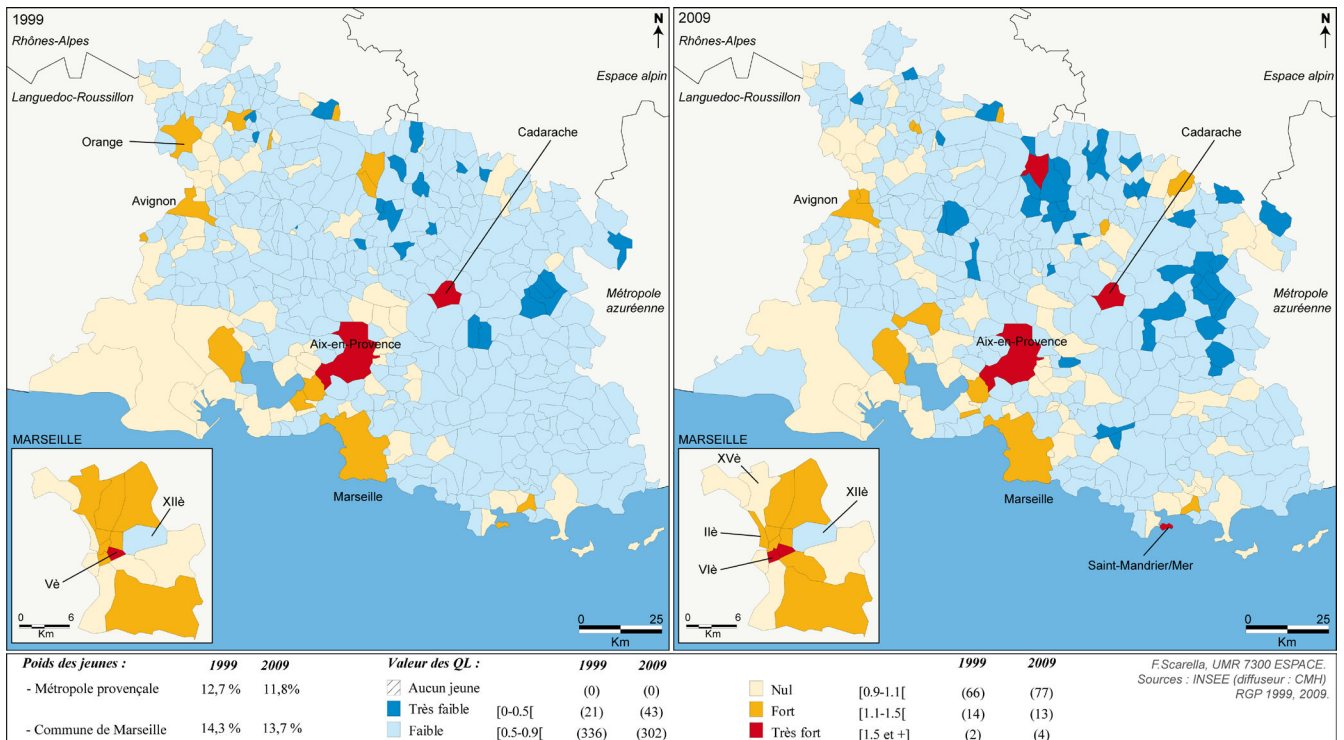 1999
N
Rhônes-Alpes
Espace alpin
Languedoc-Roussillon
Orange
Cadarache
Avignon
Métropole
azuréenne
Aix-en-Provence
MARSEILLE
XIIè
Vè
Marseille
0 6
Km
0 25
Km
2009
N
Rhônes-Alpes
Espace alpin
Languedoc-Roussillon
Cadarache
Avignon
Métropole
azuréenne
Aix-en-Provence
MARSEILLE
XVè
XIIè
IIè
VIè
Marseille
Saint-Mandrier/Mer
0 6
Km
0 25
Km
Poids des jeunes : 1999 2009
- Métropole provençale 12,7 % 11,8%
- Commune de Marseille 14,3 % 13,7 %
Valeur des QL : 1999 2009
Aucun jeune (0) (0)
Très faible [0-0.5[ (21) (43)
Faible [0.5-0.9[ (336) (302)
1999 2009
Nul [0.9-1.1[ (66) (77)
Fort [1.1-1.5[ (14) (13)
Très fort [1.5 et +] (2) (4)
F.Scarella, UMR 7300 ESPACE.
Sources : INSEE (diffuseur : CMH)
RGP 1999, 2009.